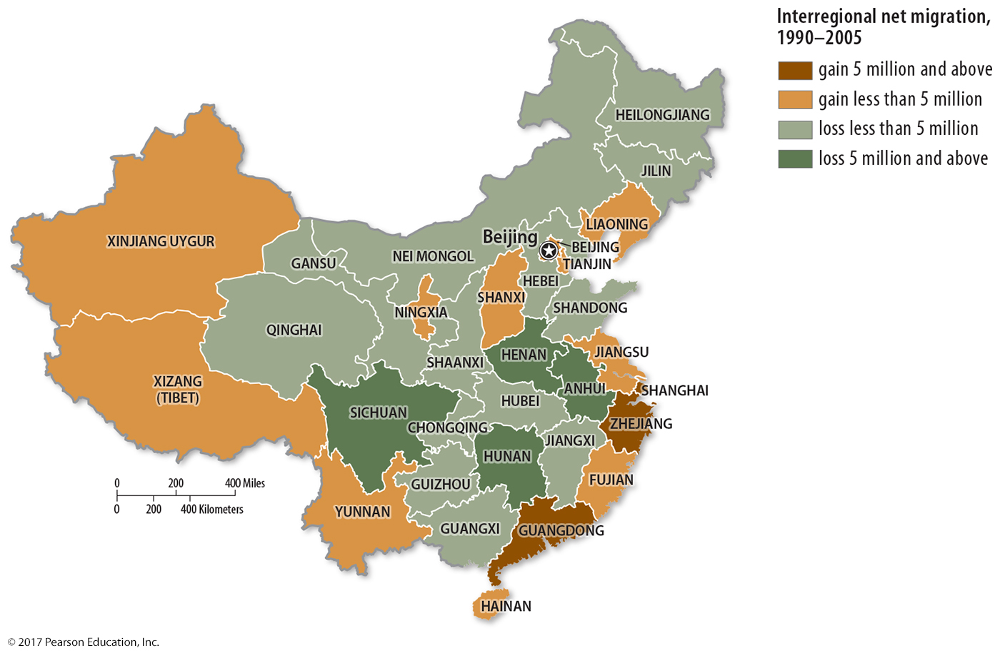 Interregional net migration,
1990–2005
gain 5 million and above
gain less than 5 million
loss less than 5 million
loss 5 million and above
HEILONGJIANG
JILIN
LIAONING
XINJIANG UYGUR
Beijing
BEIJING
NEI MONGOL
GANSU
TIANJIN
HEBEI
SHANXI
SHANDONG
NINGXIA
QINGHAI
JIANGSU
HENAN
SHAANXI
XIZANG
(TIBET)
ANHUI
SHANGHAI
HUBEI
SICHUAN
ZHEJIANG
CHONGQING
JIANGXI
HUNAN
FUJIAN
GUIZHOU
0 200 400 Miles
0 200 400 Kilometers
YUNNAN
GUANGXI
GUANGDONG
HAINAN
© 2017 Pearson Education, Inc.